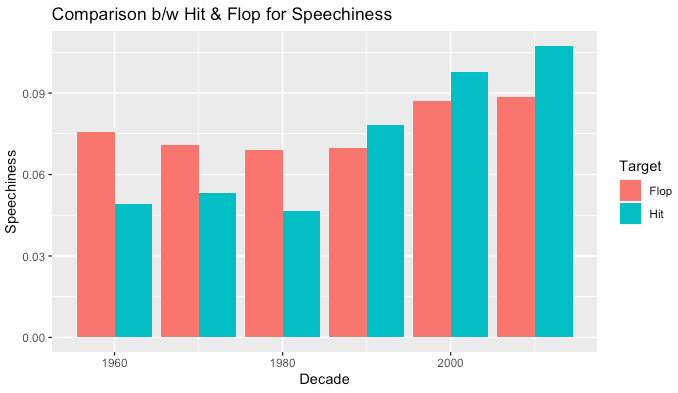 Comparison b/w Hit & Flop for Speechiness
0.09
0.06
0.03
0.00
Speechiness
1960
1980
2000
Decade
Target
Flop
Hit